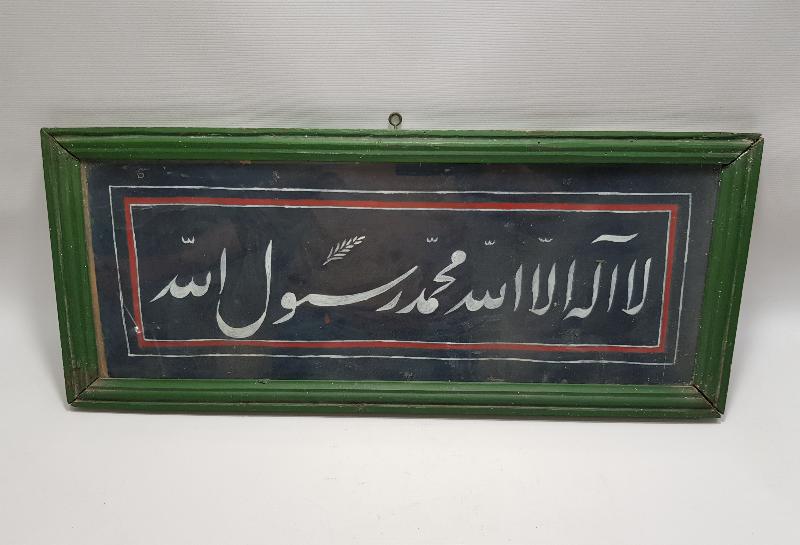 لا اله الا الله محمد رسول الله